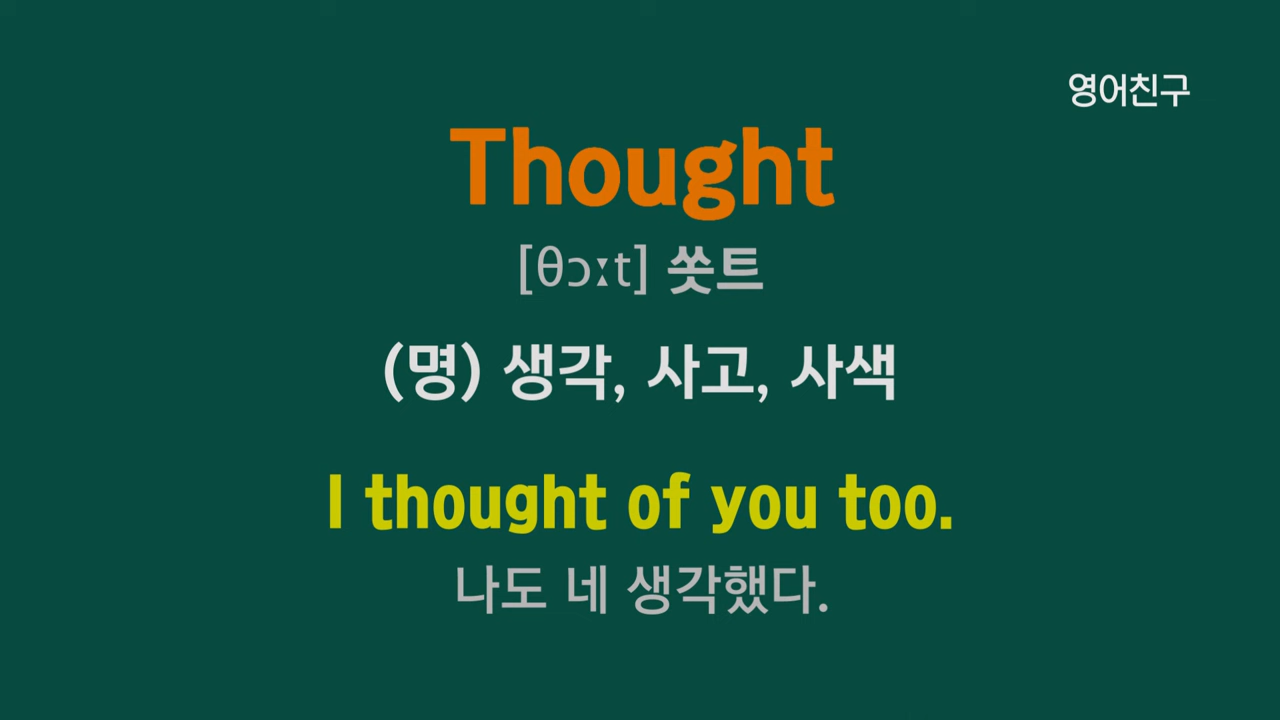 영어친구
Thought
[θɔːt] 쏫트
(명) 생각, 사고, 사색
I thought of you too.
나도 네 생각했다.